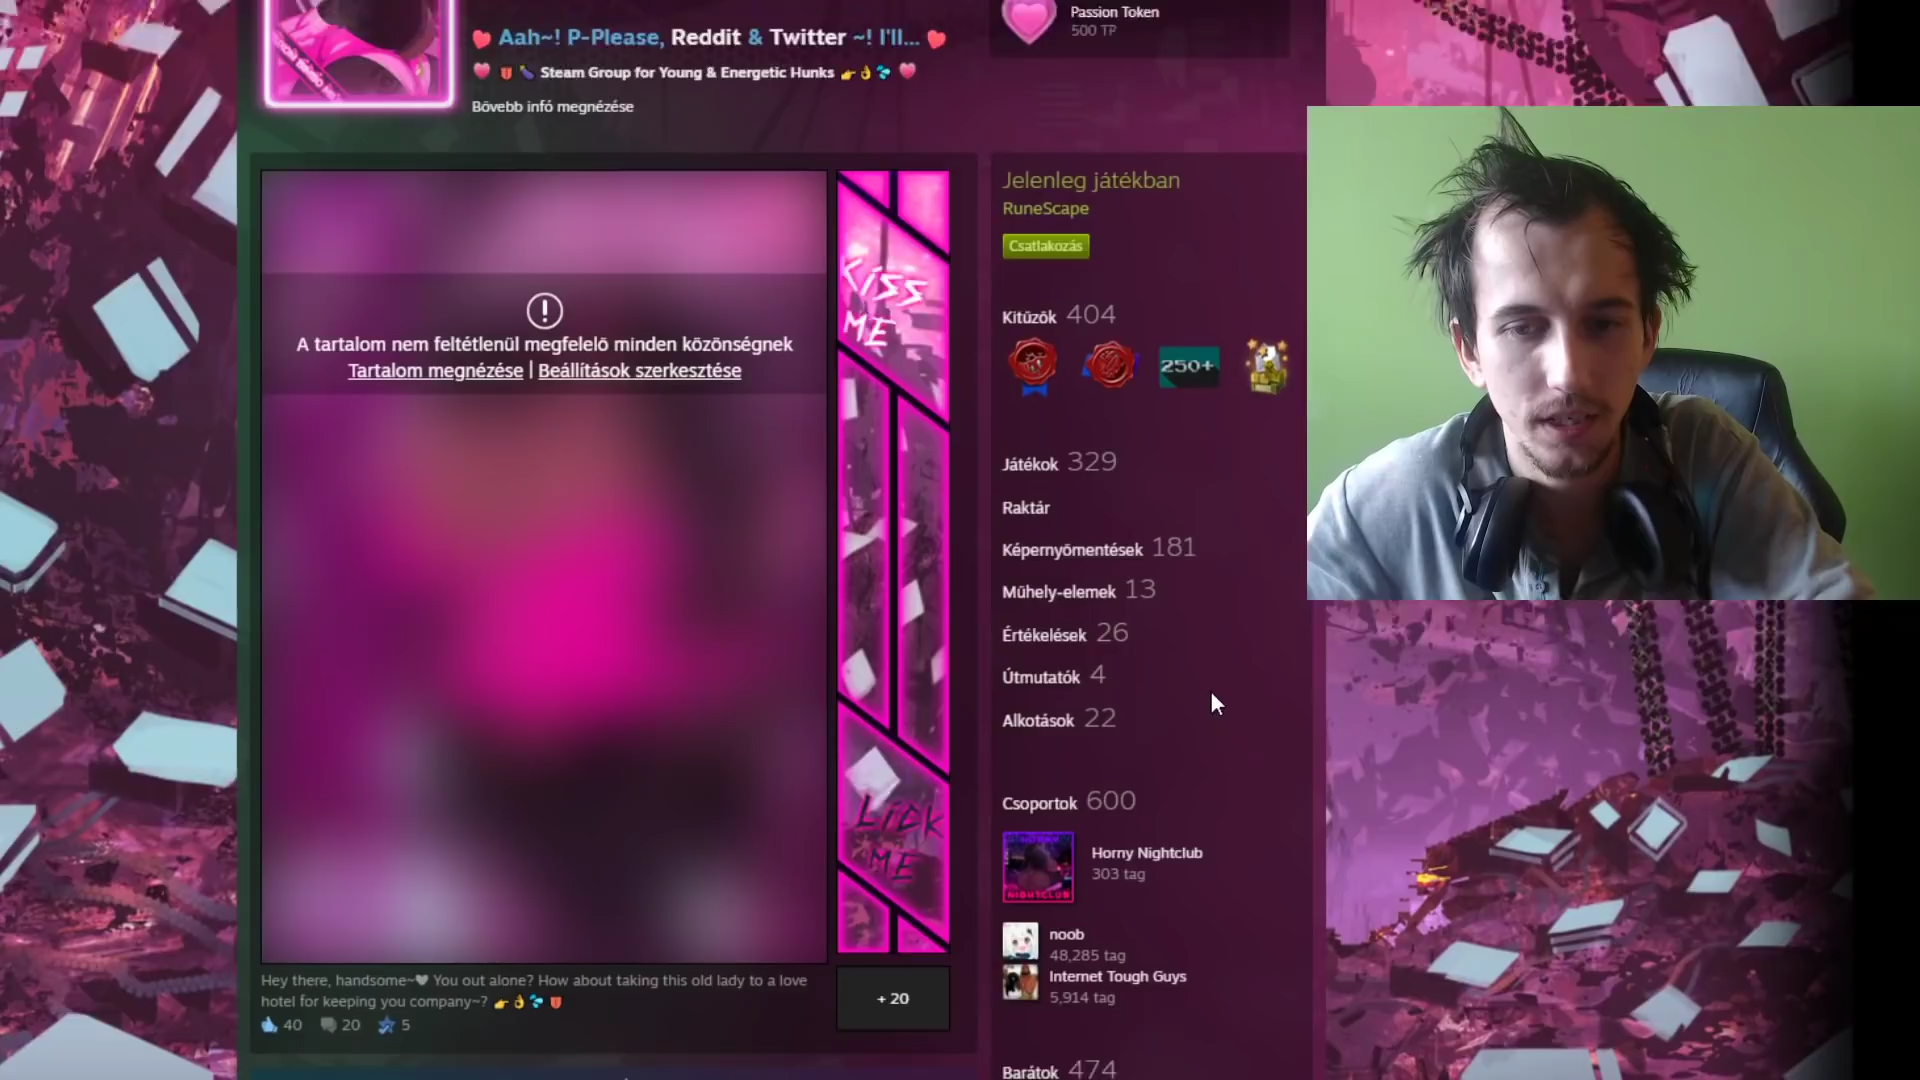 Passion Token
500 TP
Aah~! P-Please, Reddit & Twitter ~! I'll...
Steam Group for Young & Energetic Hunks
Bövebb infó megnézése
A tartalom nem feltétlenül megfelelõ minden közönségnek
Tartalom megnézése | Beállítások szerkesztése
KISS
ME
LICK
ME
Hey there, handsome~ You out alone? How about taking this old lady to a love
hotel for keeping you company~?
40 20 5
+ 20
Jelenleg játékban
RuneScape
Csatlakozás
Kitűzők 404
250+
Játékok 329
Raktár
Képernyőmentések 181
Műhely-elemek 13
Értékelések 26
Útmutatók 4
Alkotások 22
Csoportok 600
Horny Nightclub
303 tag
NIGHTCLUB
noob
48,285 tag
Internet Tough Guys
5,914 tag
Barátok 474